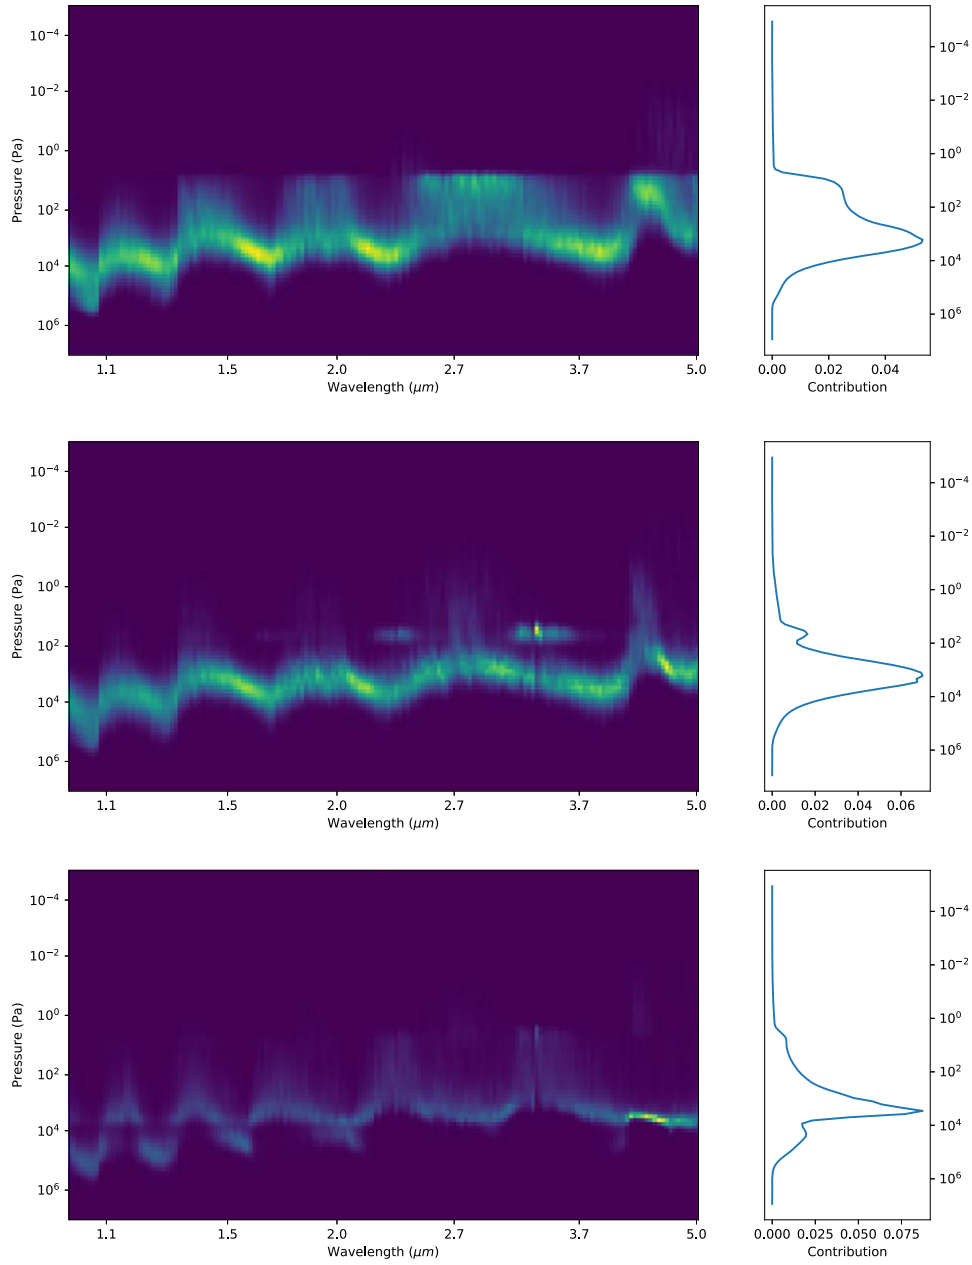 Pressure (Pa)
10⁻⁴
10⁻²
10⁰
10²
10⁴
10⁶
1.1 1.5 2.0 2.7 3.7 5.0
Wavelength (μm)
10⁻⁴
10⁻²
10⁰
10²
10⁴
10⁶
0.00 0.02 0.04
Contribution
Pressure (Pa)
10⁻⁴
10⁻²
10⁰
10²
10⁴
10⁶
1.1 1.5 2.0 2.7 3.7 5.0
Wavelength (μm)
10⁻⁴
10⁻²
10⁰
10²
10⁴
10⁶
0.00 0.02 0.04 0.06
Contribution
Pressure (Pa)
10⁻⁴
10⁻²
10⁰
10²
10⁴
10⁶
1.1 1.5 2.0 2.7 3.7 5.0
Wavelength (μm)
10⁻⁴
10⁻²
10⁰
10²
10⁴
10⁶
0.000 0.025 0.050 0.075
Contribution